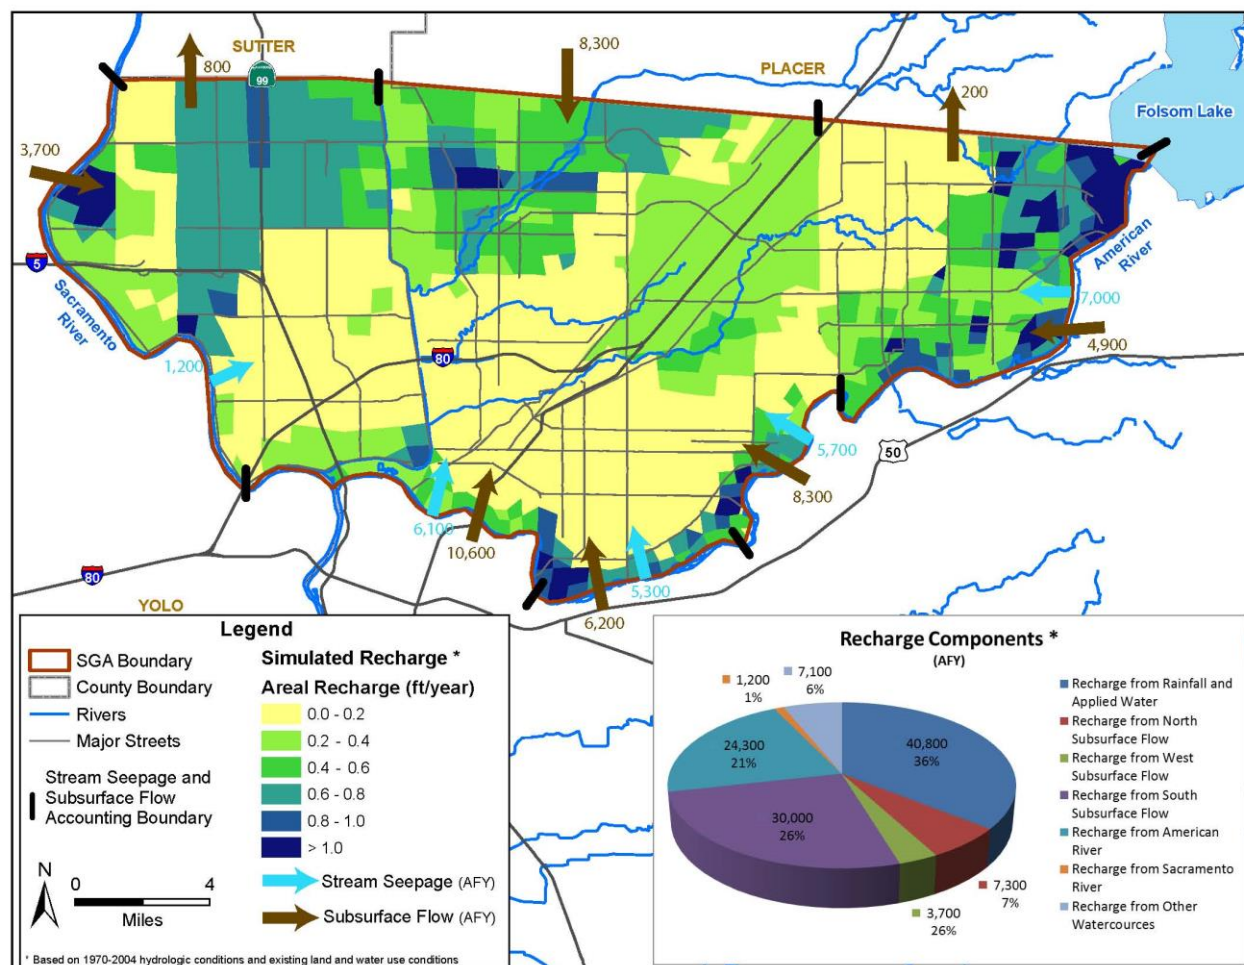 SUTTER
800
99
8,300
PLACER
200
Folsom Lake
3,700
5
Sacramento
River
American
River
7,000
4,900
1,200
80
50
5,700
8,300
6,100
10,600
5,300
6,200
80
YOLO
Legend
SGA Boundary
County Boundary
Rivers
Major Streets
Stream Seepage and
Subsurface Flow
Accounting Boundary
N
0 4
Miles
Simulated Recharge *
Areal Recharge (ft/year)
0.0 - 0.2
0.2 - 0.4
0.4 - 0.6
0.6 - 0.8
0.8 - 1.0
> 1.0
Stream Seepage (AFY)
Subsurface Flow (AFY)
* Based on 1970-2004 hydrologic conditions and existing land and water use conditions
Recharge Components *
(AFY)
1,200
1%
7,100
6%
24,300
21%
40,800
36%
30,000
26%
7,300
7%
3,700
26%
Recharge from Rainfall and
Applied Water
Recharge from North
Subsurface Flow
Recharge from West
Subsurface Flow
Recharge from South
Subsurface Flow
Recharge from American
River
Recharge from Sacramento
River
Recharge from Other
Watercources